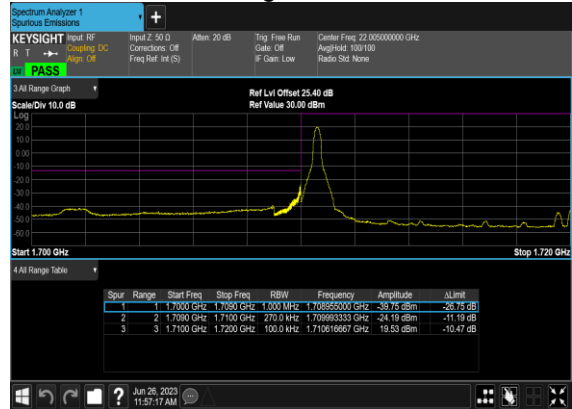 Spectrum Analyzer 1
Spurious Emissions
+
KEYSIGHT Input: RF Input Z: 50 Ω Atten: 20 dB Trig: Free Run Center Freq: 22.005000000 GHz
R T Coupling: DC Corrections: Off Gate: Off Avg|Hold: 100/100
Align: Off Freq Ref: Int (S) IF Gain: Low Radio Std: None
PASS
3 All Range Graph
Ref Lvl Offset 25.40 dB
Scale/Div 10.0 dB Ref Value 30.00 dBm
Log
20.0
10.0
0.00
-10.0
-20.0
-30.0
-40.0
-50.0
-60.0
Start 1.700 GHz Stop 1.720 GHz
4 All Range Table
Spur Range Start Freq Stop Freq RBW Frequency Amplitude ΔLimit
1 1 1.7000 GHz 1.7090 GHz 1.000 MHz 1.708955000 GHz -39.75 dBm -26.75 dB
2 2 1.7090 GHz 1.7100 GHz 270.0 kHz 1.709993333 GHz -24.19 dBm -11.19 dB
3 3 1.7100 GHz 1.7200 GHz 100.0 kHz 1.710616667 GHz 19.53 dBm -10.47 dB
? Jun 26, 2023
11:57:17 AM